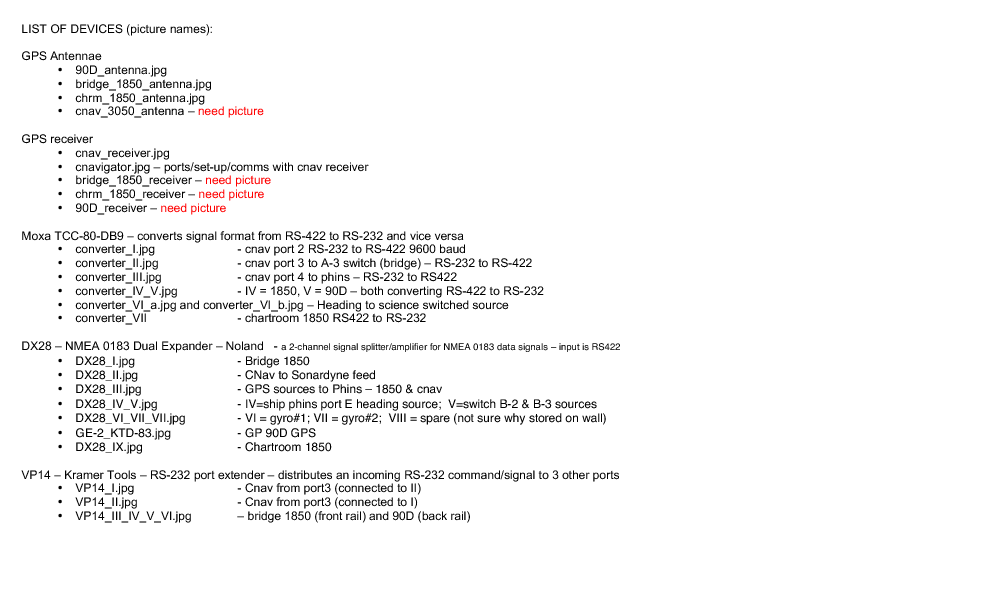 LIST OF DEVICES (picture names):
GPS Antennae
• 90D_antenna.jpg
• bridge_1850_antenna.jpg
• chrm_1850_antenna.jpg
• cnav_3050_antenna – need picture
GPS receiver
• cnav_receiver.jpg
• cnavigator.jpg – ports/set-up/comms with cnav receiver
• bridge_1850_receiver – need picture
• chrm_1850_receiver – need picture
• 90D_receiver – need picture
Moxa TCC-80-DB9 – converts signal format from RS-422 to RS-232 and vice versa
• converter_I.jpg - cnav port 2 RS-232 to RS-422 9600 baud
• converter_II.jpg - cnav port 3 to A-3 switch (bridge) – RS-232 to RS-422
• converter_III.jpg - cnav port 4 to phins – RS-232 to RS422
• converter_IV_V.jpg - IV = 1850, V = 90D – both converting RS-422 to RS-232
• converter_VI_a.jpg and converter_VI_b.jpg – Heading to science switched source
• converter_VII - chartroom 1850 RS422 to RS-232
DX28 – NMEA 0183 Dual Expander – Noland - a 2-channel signal splitter/amplifier for NMEA 0183 data signals – input is RS422
• DX28_I.jpg - Bridge 1850
• DX28_II.jpg - CNav to Sonardyne feed
• DX28_III.jpg - GPS sources to Phins – 1850 & cnav
• DX28_IV_V.jpg - IV=ship phins port E heading source; V=switch B-2 & B-3 sources
• DX28_VI_VII_VII.jpg - VI = gyro#1; VII = gyro#2; VIII = spare (not sure why stored on wall)
• GE-2_KTD-83.jpg - GP 90D GPS
• DX28_IX.jpg - Chartroom 1850
VP14 – Kramer Tools – RS-232 port extender – distributes an incoming RS-232 command/signal to 3 other ports
• VP14_I.jpg - Cnav from port3 (connected to II)
• VP14_II.jpg - Cnav from port3 (connected to I)
• VP14_III_IV_V_VI.jpg – bridge 1850 (front rail) and 90D (back rail)